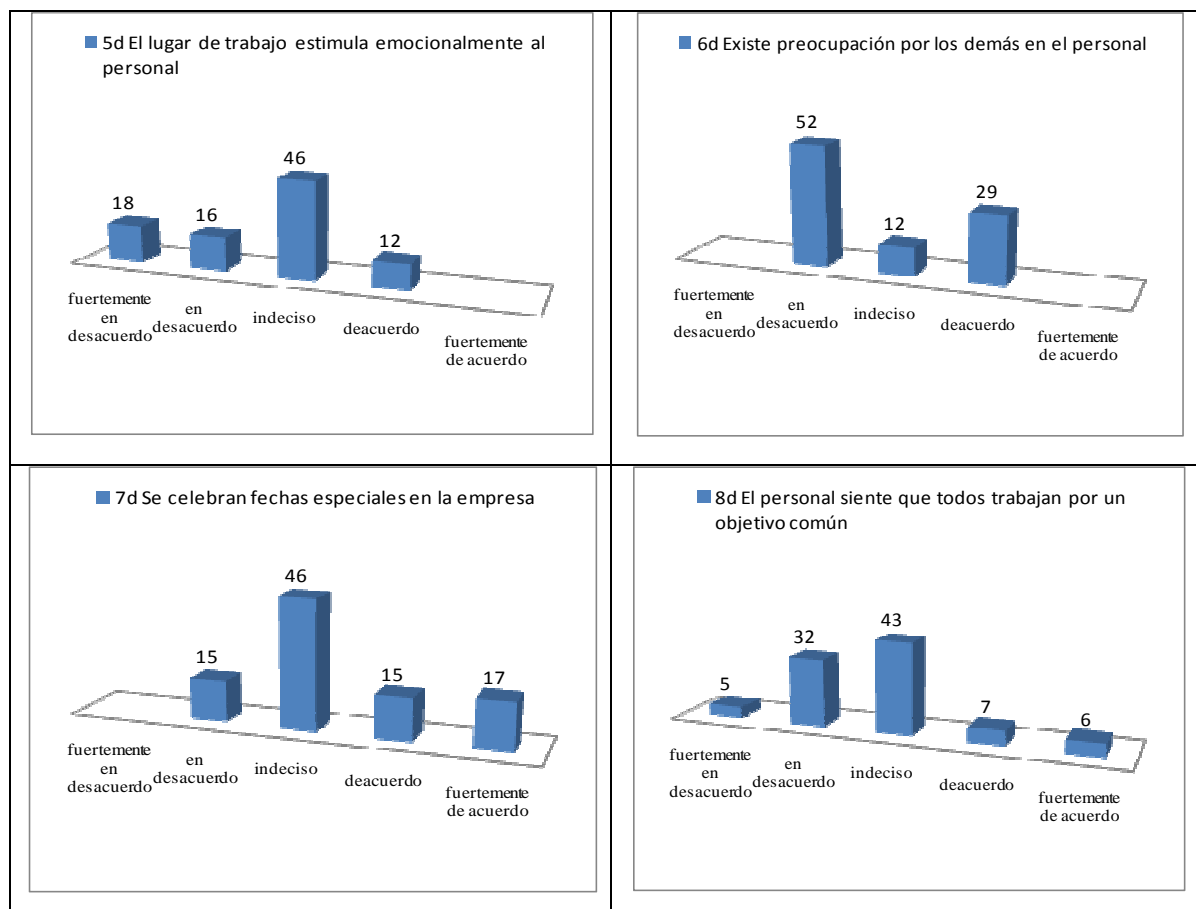 5d El lugar de trabajo estimula emocionalmente al
personal
18
16
46
12
fuertemente
en
desacuerdo
en
desacuerdo
indeciso
deacuerdo
fuertemente
de acuerdo
6d Existe preocupación por los demás en el personal
52
12
29
fuertemente
en
desacuerdo
en
desacuerdo
indeciso
deacuerdo
fuertemente
de acuerdo
7d Se celebran fechas especiales en la empresa
15
46
15
17
fuertemente
en
desacuerdo
en
desacuerdo
indeciso
deacuerdo
fuertemente
de acuerdo
8d El personal siente que todos trabajan por un
objetivo común
5
32
43
7
6
fuertemente
en
desacuerdo
en
desacuerdo
indeciso
deacuerdo
fuertemente
de acuerdo